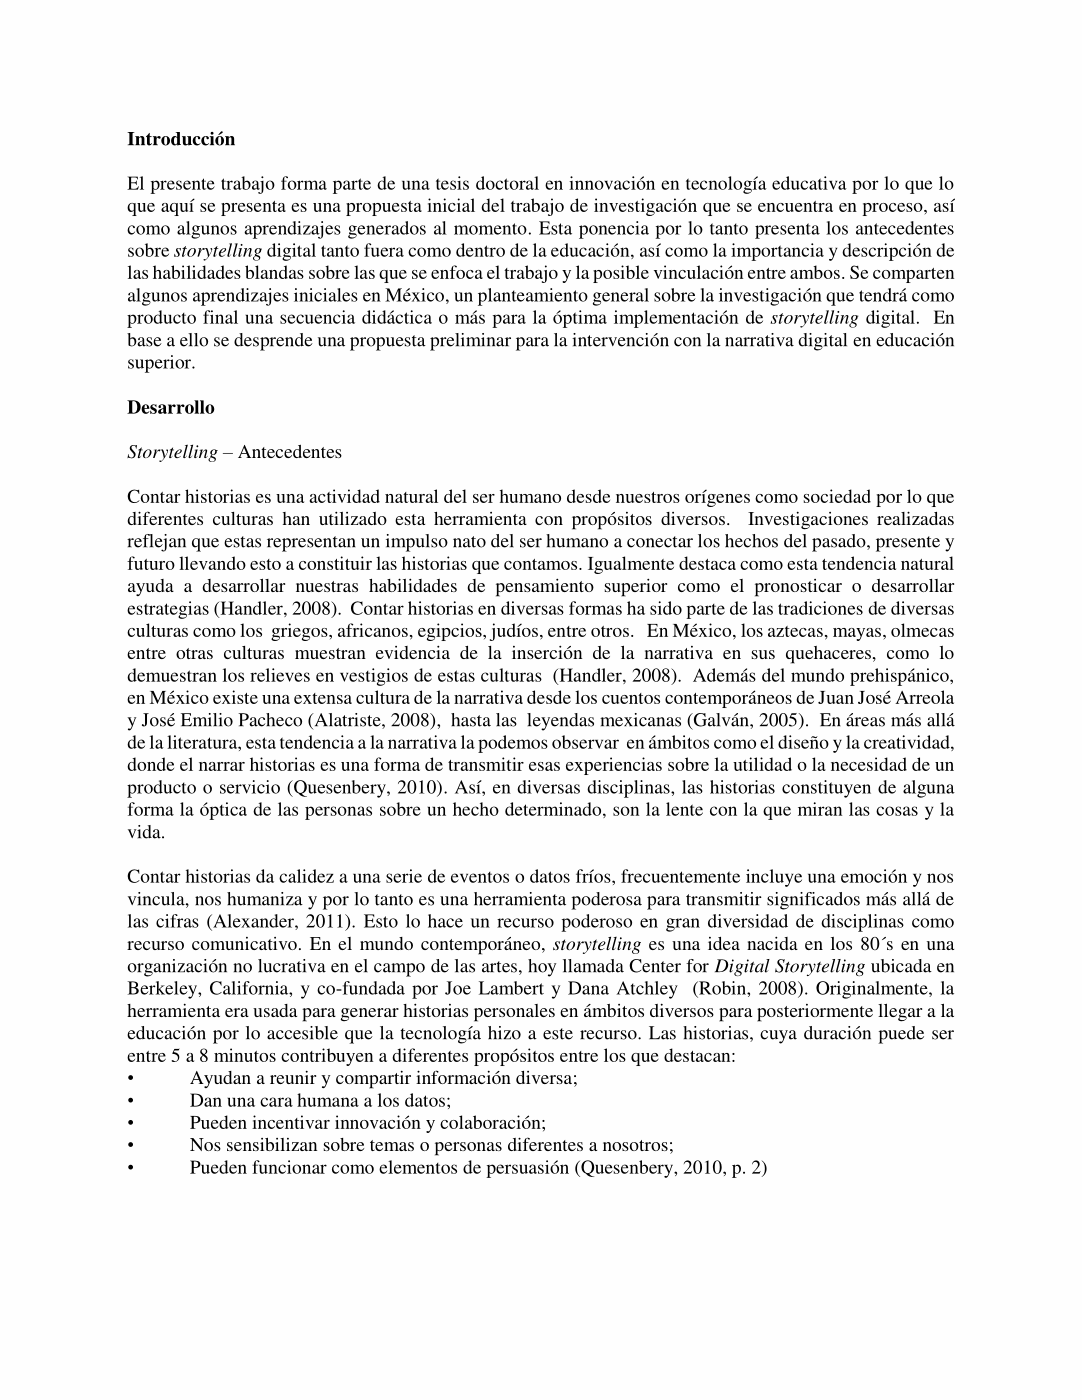 Introducción
El presente trabajo forma parte de una tesis doctoral en innovación en tecnología educativa por lo que lo
que aquí se presenta es una propuesta inicial del trabajo de investigación que se encuentra en proceso, así
como algunos aprendizajes generados al momento. Esta ponencia por lo tanto presenta los antecedentes
sobre storytelling digital tanto fuera como dentro de la educación, así como la importancia y descripción de
las habilidades blandas sobre las que se enfoca el trabajo y la posible vinculación entre ambos. Se comparten
algunos aprendizajes iniciales en México, un planteamiento general sobre la investigación que tendrá como
producto final una secuencia didáctica o más para la óptima implementación de storytelling digital.  En
base a ello se desprende una propuesta preliminar para la intervención con la narrativa digital en educación
superior.
Desarrollo
Storytelling – Antecedentes
Contar historias es una actividad natural del ser humano desde nuestros orígenes como sociedad por lo que
diferentes culturas han utilizado esta herramienta con propósitos diversos.  Investigaciones realizadas
reflejan que estas representan un impulso nato del ser humano a conectar los hechos del pasado, presente y
futuro llevando esto a constituir las historias que contamos. Igualmente destaca como esta tendencia natural
ayuda a desarrollar nuestras habilidades de pensamiento superior como el pronosticar o desarrollar
estrategias (Handler, 2008).  Contar historias en diversas formas ha sido parte de las tradiciones de diversas
culturas como los  griegos, africanos, egipcios, judíos, entre otros.   En México, los aztecas, mayas, olmecas
entre otras culturas muestran evidencia de la inserción de la narrativa en sus quehaceres, como lo
demuestran los relieves en vestigios de estas culturas  (Handler, 2008).  Además del mundo prehispánico,
en México existe una extensa cultura de la narrativa desde los cuentos contemporáneos de Juan José Arreola
y José Emilio Pacheco (Alatriste, 2008),  hasta las  leyendas mexicanas (Galván, 2005).  En áreas más allá
de la literatura, esta tendencia a la narrativa la podemos observar  en ámbitos como el diseño y la creatividad,
donde el narrar historias es una forma de transmitir esas experiencias sobre la utilidad o la necesidad de un
producto o servicio (Quesenbery, 2010). Así, en diversas disciplinas, las historias constituyen de alguna
forma la óptica de las personas sobre un hecho determinado, son la lente con la que miran las cosas y la
vida.
Contar historias da calidez a una serie de eventos o datos fríos, frecuentemente incluye una emoción y nos
vincula, nos humaniza y por lo tanto es una herramienta poderosa para transmitir significados más allá de
las cifras (Alexander, 2011). Esto lo hace un recurso poderoso en gran diversidad de disciplinas como
recurso comunicativo. En el mundo contemporáneo, storytelling es una idea nacida en los 80´s en una
organización no lucrativa en el campo de las artes, hoy llamada Center for Digital Storytelling ubicada en
Berkeley, California, y co-fundada por Joe Lambert y Dana Atchley  (Robin, 2008). Originalmente, la
herramienta era usada para generar historias personales en ámbitos diversos para posteriormente llegar a la
educación por lo accesible que la tecnología hizo a este recurso. Las historias, cuya duración puede ser
entre 5 a 8 minutos contribuyen a diferentes propósitos entre los que destacan:
• Ayudan a reunir y compartir información diversa;
• Dan una cara humana a los datos;
• Pueden incentivar innovación y colaboración;
• Nos sensibilizan sobre temas o personas diferentes a nosotros;
• Pueden funcionar como elementos de persuasión (Quesenbery, 2010, p. 2)